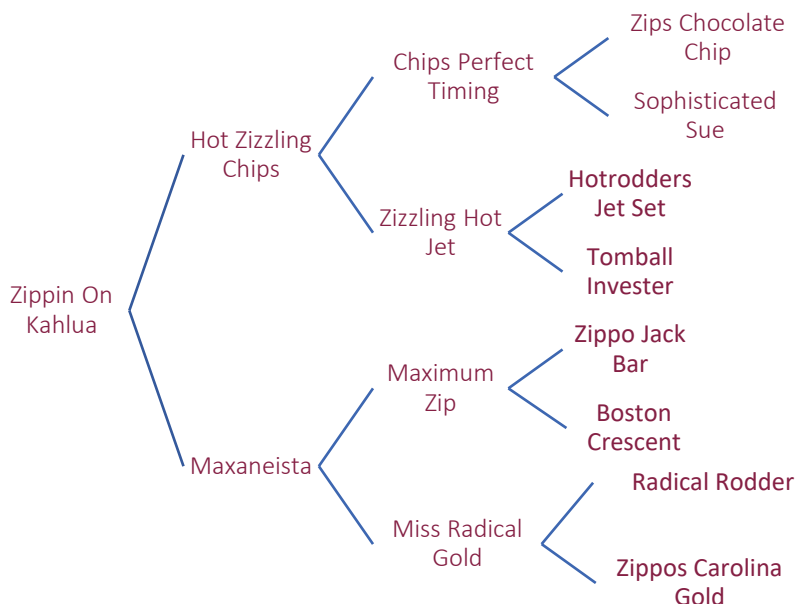 Zips Chocolate
Chip
Chips Perfect
Timing
Sophisticated
Sue
Hot Zizzling
Chips
Hotrodders
Jet Set
Zizzling Hot
Jet
Tomball
Invester
Zippin On
Kahlua
Zippo Jack
Bar
Maximum
Zip
Boston
Crescent
Maxaneista
Radical Rodder
Miss Radical
Gold
Zippos Carolina
Gold